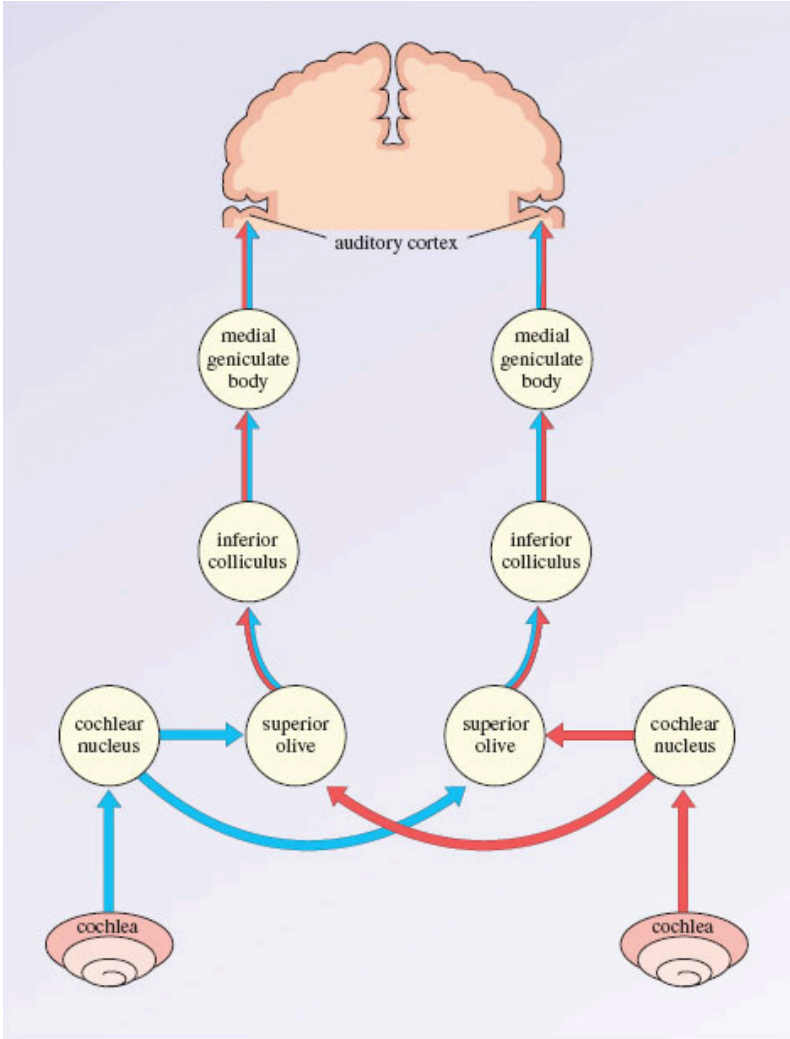 auditory cortex
medial
geniculate
body
medial
geniculate
body
inferior
colliculus
inferior
colliculus
cochlear
nucleus
superior
olive
superior
olive
cochlear
nucleus
cochlea
cochlea